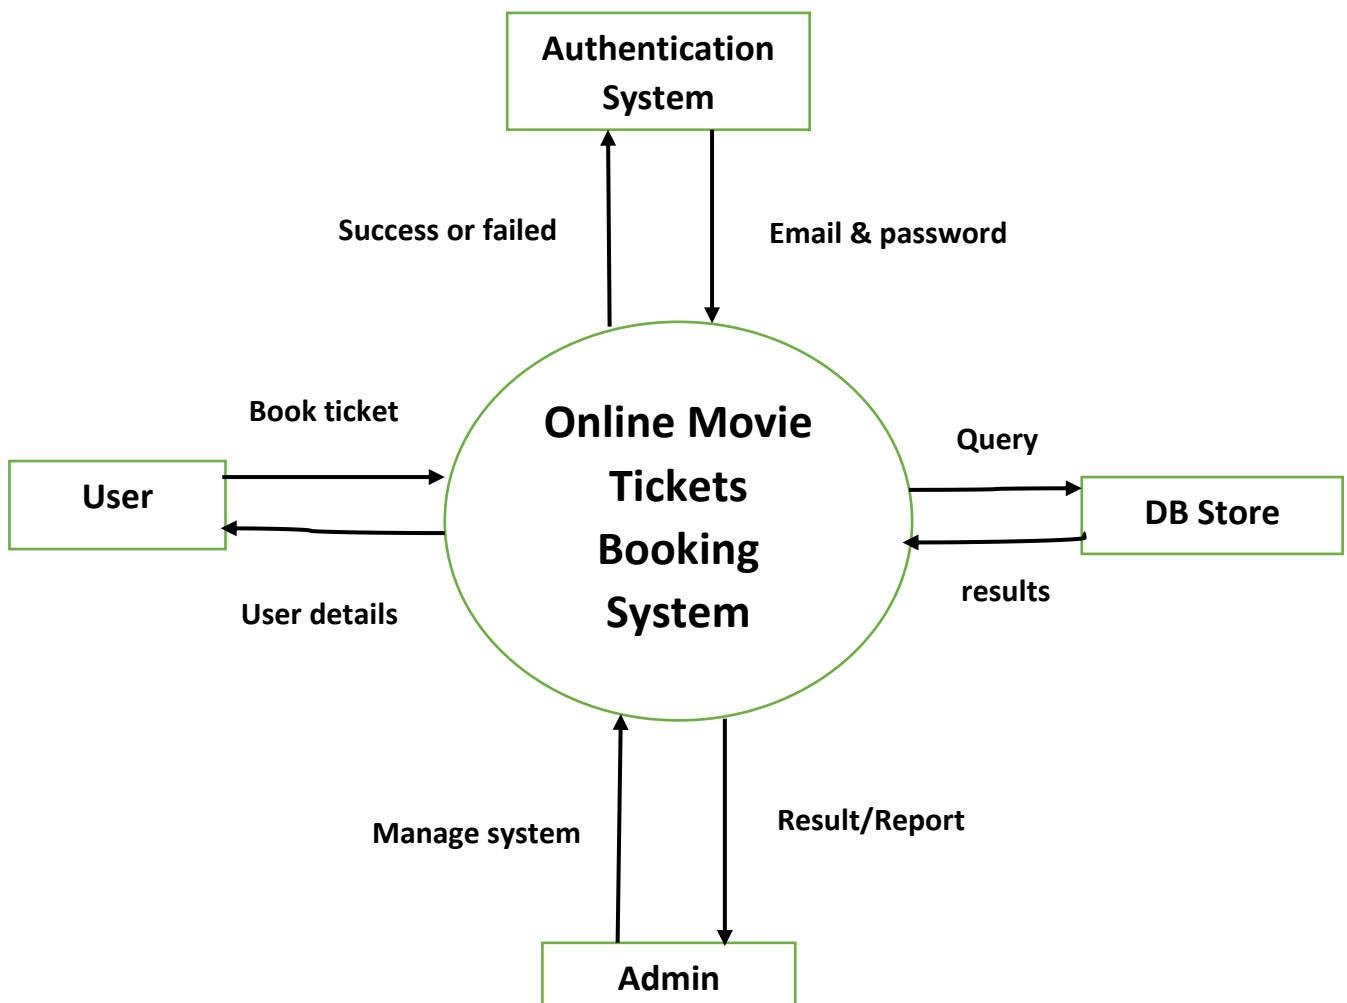 Authentication
System
Success or failed
Email & password
Book ticket
Online Movie
Tickets
Booking
System
Query
User
DB Store
User details
results
Manage system
Result/Report
Admin